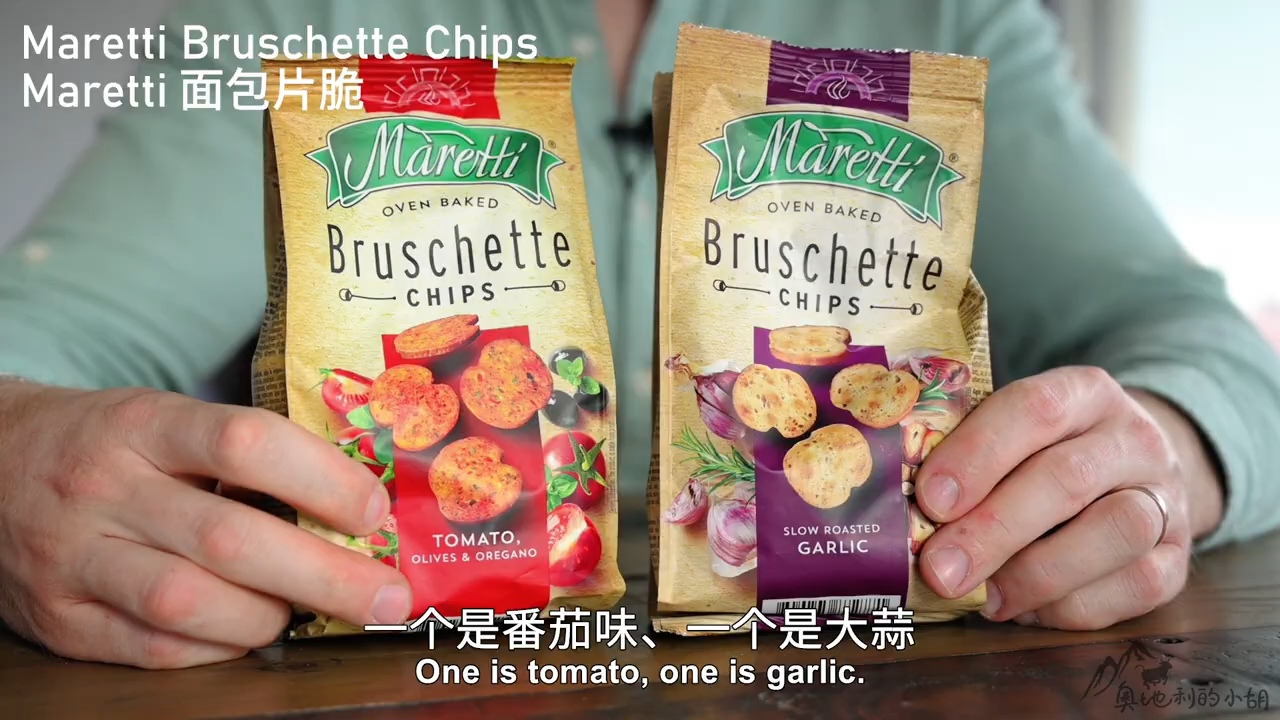 Maretti Bruschette Chips
Maretti 面包片脆
Màretti
OVEN BAKED
Bruschette
CHIPS
TOMATO,
OLIVES & OREGANO
Màretti
OVEN BAKED
Bruschette
CHIPS
SLOW ROASTED
GARLIC
一个是番茄味、一个是大蒜
One is tomato, one is garlic.
奥地利的小胡